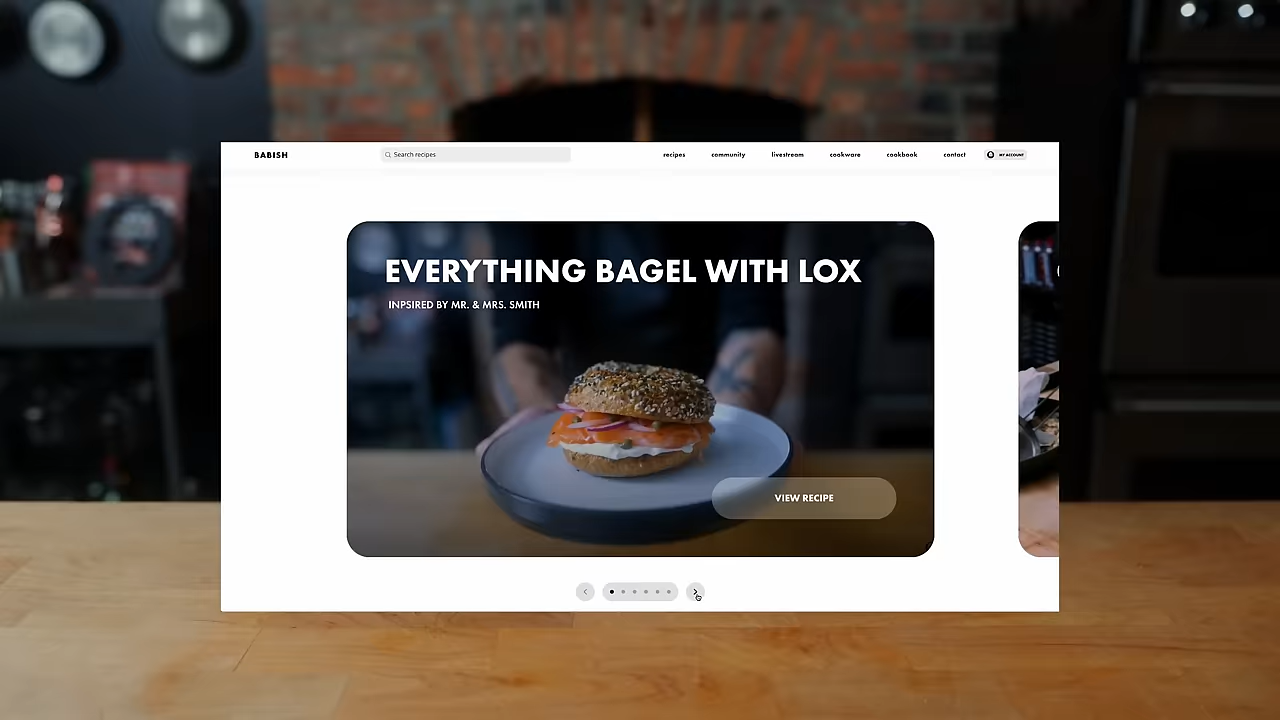 BABISH
Search recipes
recipes
community
livestream
cookware
cookbook
contact
MY ACCOUNT
EVERYTHING BAGEL WITH LOX
INPSIRED BY MR. & MRS. SMITH
VIEW RECIPE